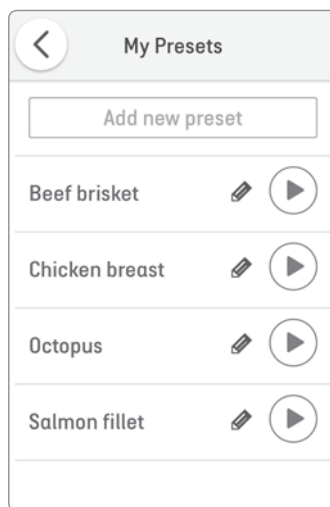 My Presets
Add new preset
Beef brisket
Chicken breast
Octopus
Salmon fillet